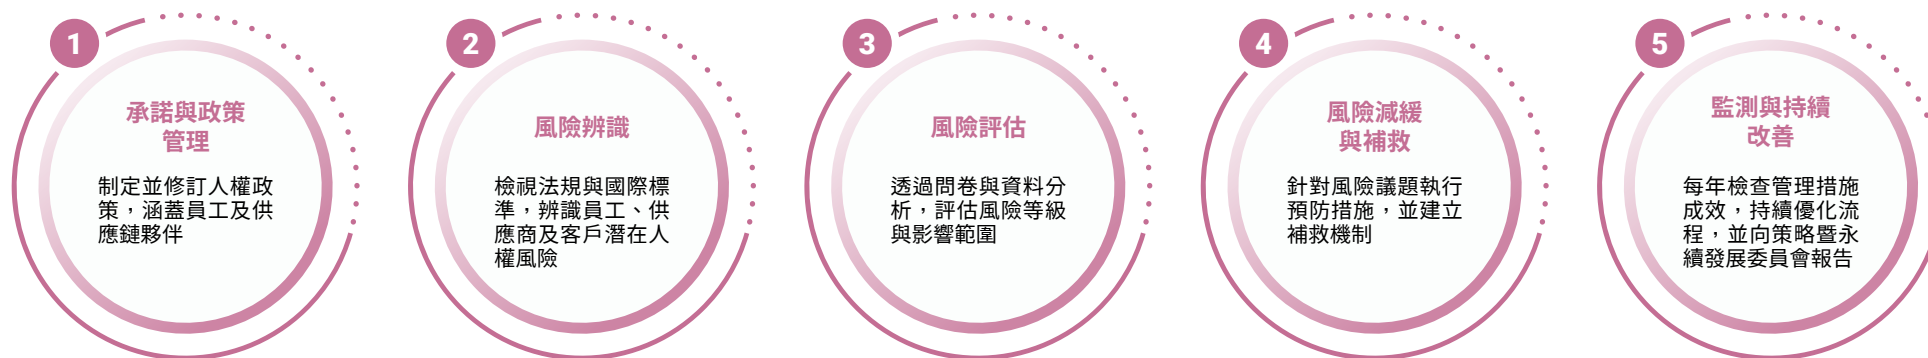 1
承諾與政策
管理
制定並修訂人權政
策，涵蓋員工及供
應鏈夥伴
2
風險辨識
檢視法規與國際標
準，辨識員工、供
應商及客戶潛在人
權風險
3
風險評估
透過問卷與資料分
析，評估風險等級
與影響範圍
4
風險減緩
與補救
針對風險議題執行
預防措施，並建立
補救機制
5
監測與持續
改善
每年檢查管理措施
成效，持續優化流
程，並向策略暨永
續發展委員會報告